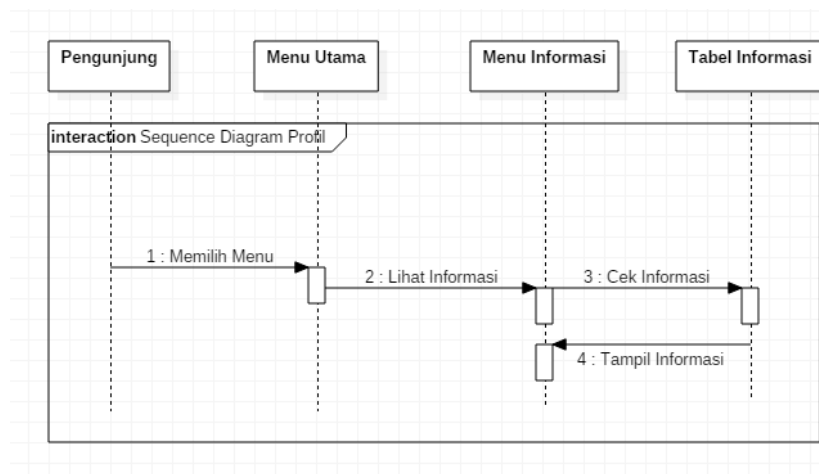 Pengunjung
Menu Utama
Menu Informasi
Tabel Informasi
interaction Sequence Diagram Profil
1 : Memilih Menu
2 : Lihat Informasi
3 : Cek Informasi
4 : Tampil Informasi